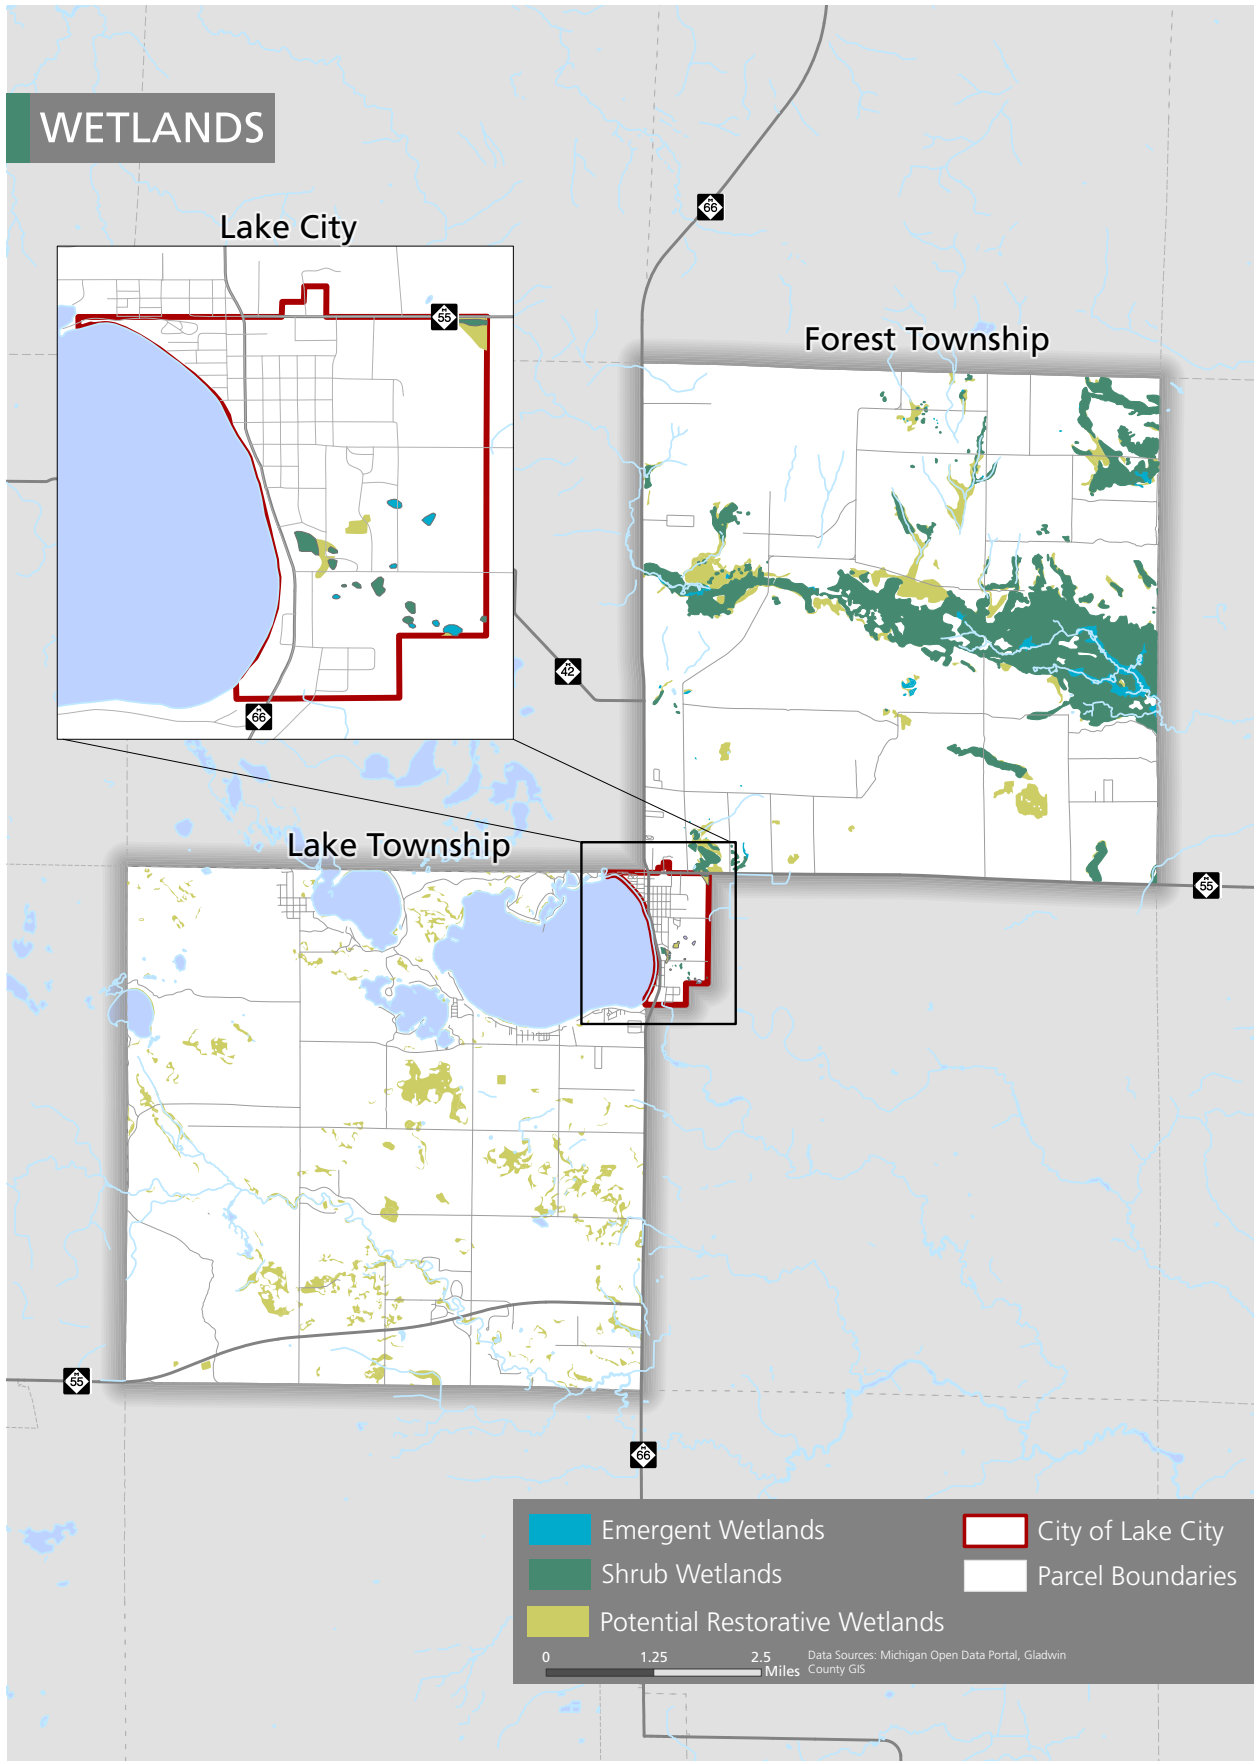 WETLANDS
M
66
Lake City
M
55
Forest Township
M
42
M
66
Lake Township
M
55
M
55
M
66
Emergent Wetlands
City of Lake City
Shrub Wetlands
Parcel Boundaries
Potential Restorative Wetlands
0 1.25 2.5
Miles
Data Sources: Michigan Open Data Portal, Gladwin
County GIS